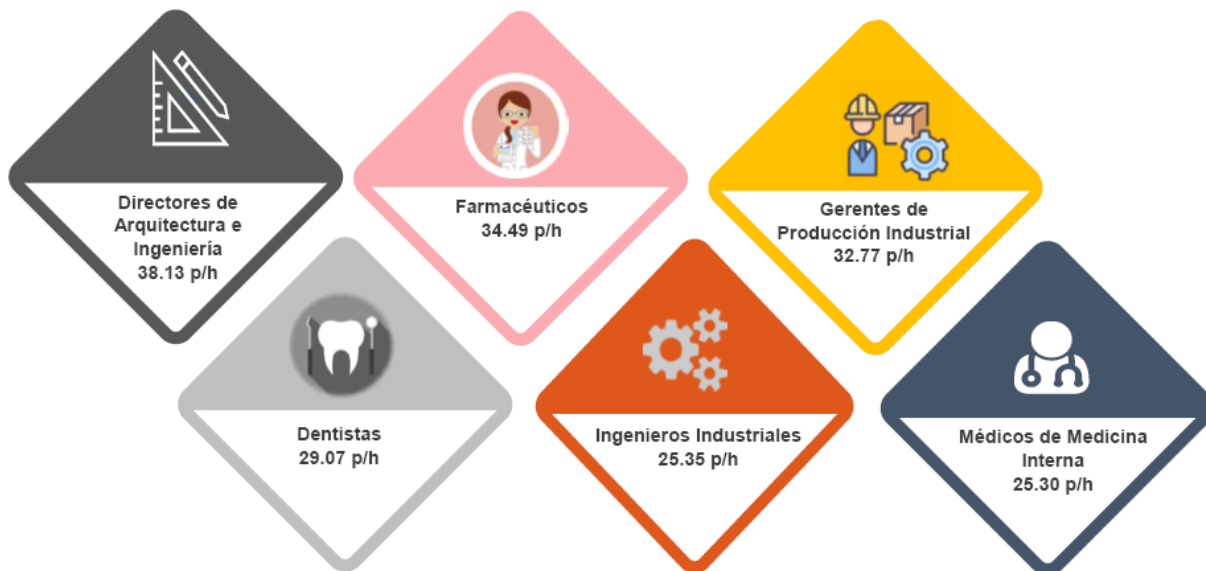 Directores de
Arquitectura e
Ingeniería
38.13 p/h
Farmacéuticos
34.49 p/h
Gerentes de
Producción Industrial
32.77 p/h
Dentistas
29.07 p/h
Ingenieros Industriales
25.35 p/h
Médicos de Medicina
Interna
25.30 p/h